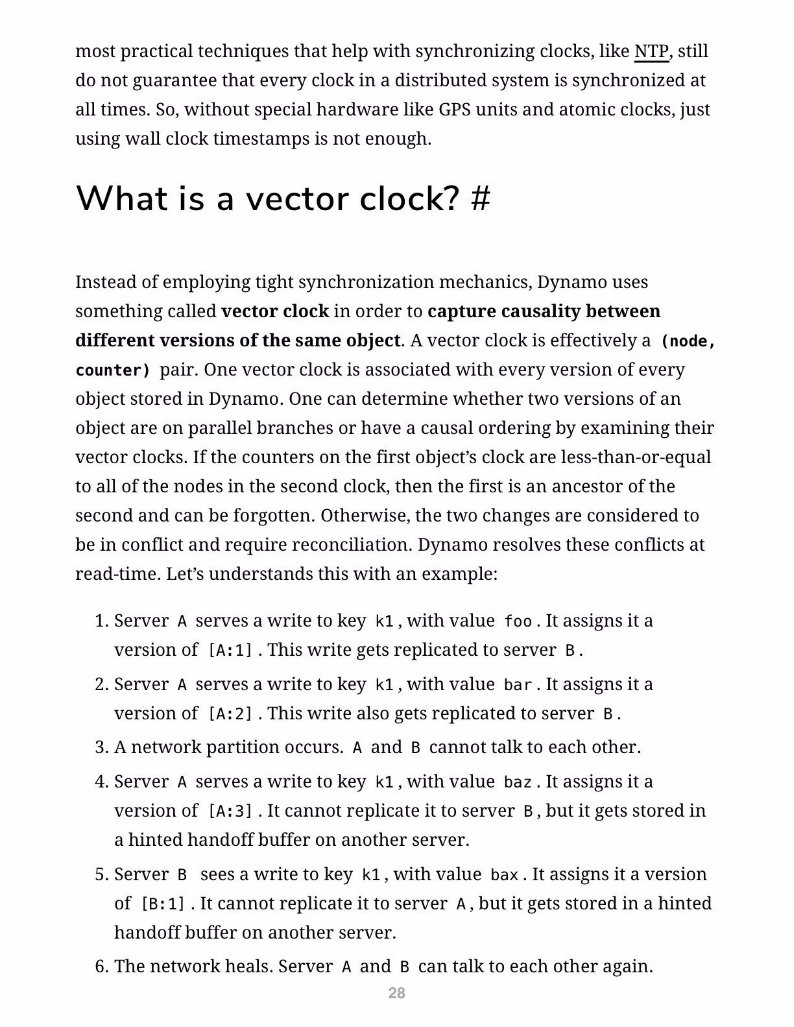 most practical techniques that help with synchronizing clocks, like NTP, still
do not guarantee that every clock in a distributed system is synchronized at
all times. So, without special hardware like GPS units and atomic clocks, just
using wall clock timestamps is not enough.
What is a vector clock? #
Instead of employing tight synchronization mechanics, Dynamo uses
something called vector clock in order to capture causality between
different versions of the same object. A vector clock is effectively a (node,
counter) pair. One vector clock is associated with every version of every
object stored in Dynamo. One can determine whether two versions of an
object are on parallel branches or have a causal ordering by examining their
vector clocks. If the counters on the first object’s clock are less-than-or-equal
to all of the nodes in the second clock, then the first is an ancestor of the
second and can be forgotten. Otherwise, the two changes are considered to
be in conflict and require reconciliation. Dynamo resolves these conflicts at
read-time. Let’s understands this with an example:
1. Server A serves a write to key k1, with value foo. It assigns it a
version of [A:1]. This write gets replicated to server B.
2. Server A serves a write to key k1, with value bar. It assigns it a
version of [A:2]. This write also gets replicated to server B.
3. A network partition occurs. A and B cannot talk to each other.
4. Server A serves a write to key k1, with value baz. It assigns it a
version of [A:3]. It cannot replicate it to server B, but it gets stored in
a hinted handoff buffer on another server.
5. Server B sees a write to key k1, with value bax. It assigns it a version
of [B:1]. It cannot replicate it to server A, but it gets stored in a hinted
handoff buffer on another server.
6. The network heals. Server A and B can talk to each other again.
28